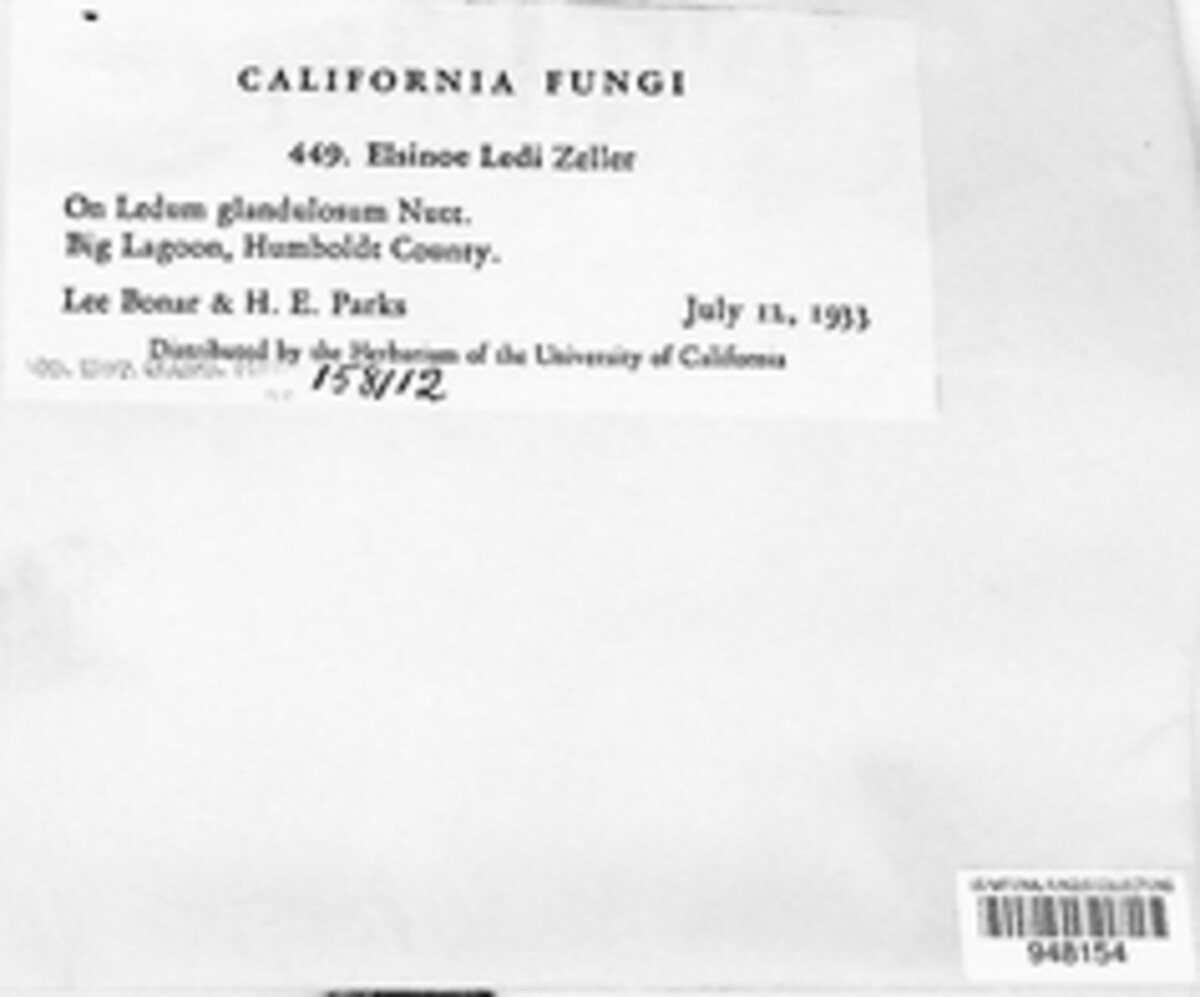 CALIFORNIA FUNGI
449. Elsinoe Ledi Zeller
On Ledum glandulosum Nutt.
Big Lagoon, Humboldt County.
Lee Bonar & H. E. Parks July 12, 1933
Distributed by the Herbarium of the University of California
158112
948154